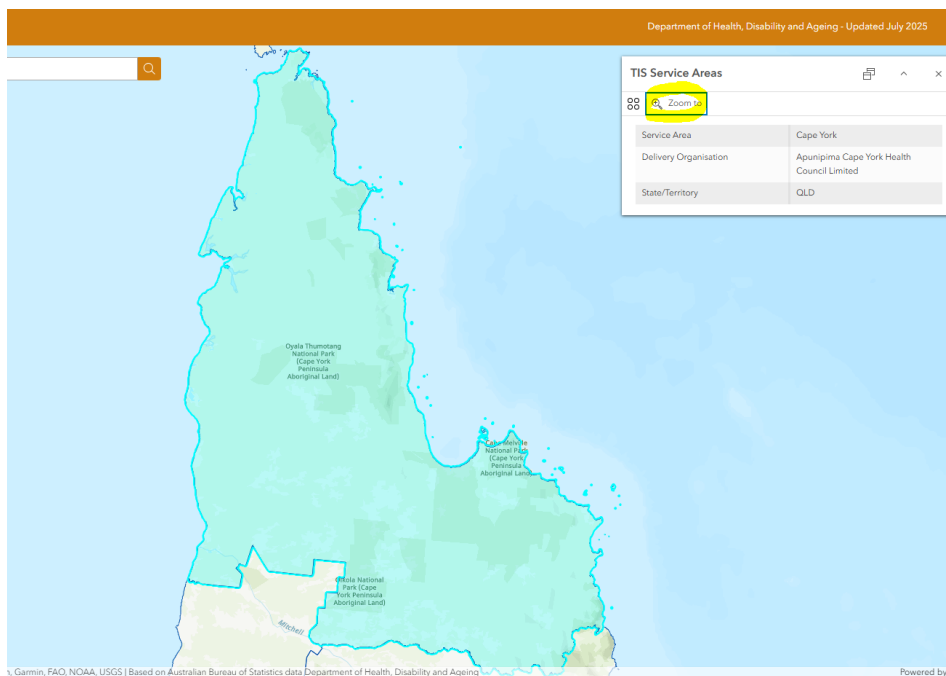 Department of Health, Disability and Ageing - Updated July 2025
TIS Service Areas
Zoom to
Service Area Cape York
Delivery Organisation Apunipima Cape York Health
Council Limited
State/Territory QLD
Oyala Thumotang
National Park
(Cape York
Peninsula
Aboriginal Land)
Cape Melville
National Park
(Cape York
Peninsula
Aboriginal Land)
National
Park (Cape
York Peninsula
Aboriginal Land)
Mitchell
, Garmin, FAO, NOAA, USGS | Based on Australian Bureau of Statistics data Department of Health, Disability and Ageing
Powered by